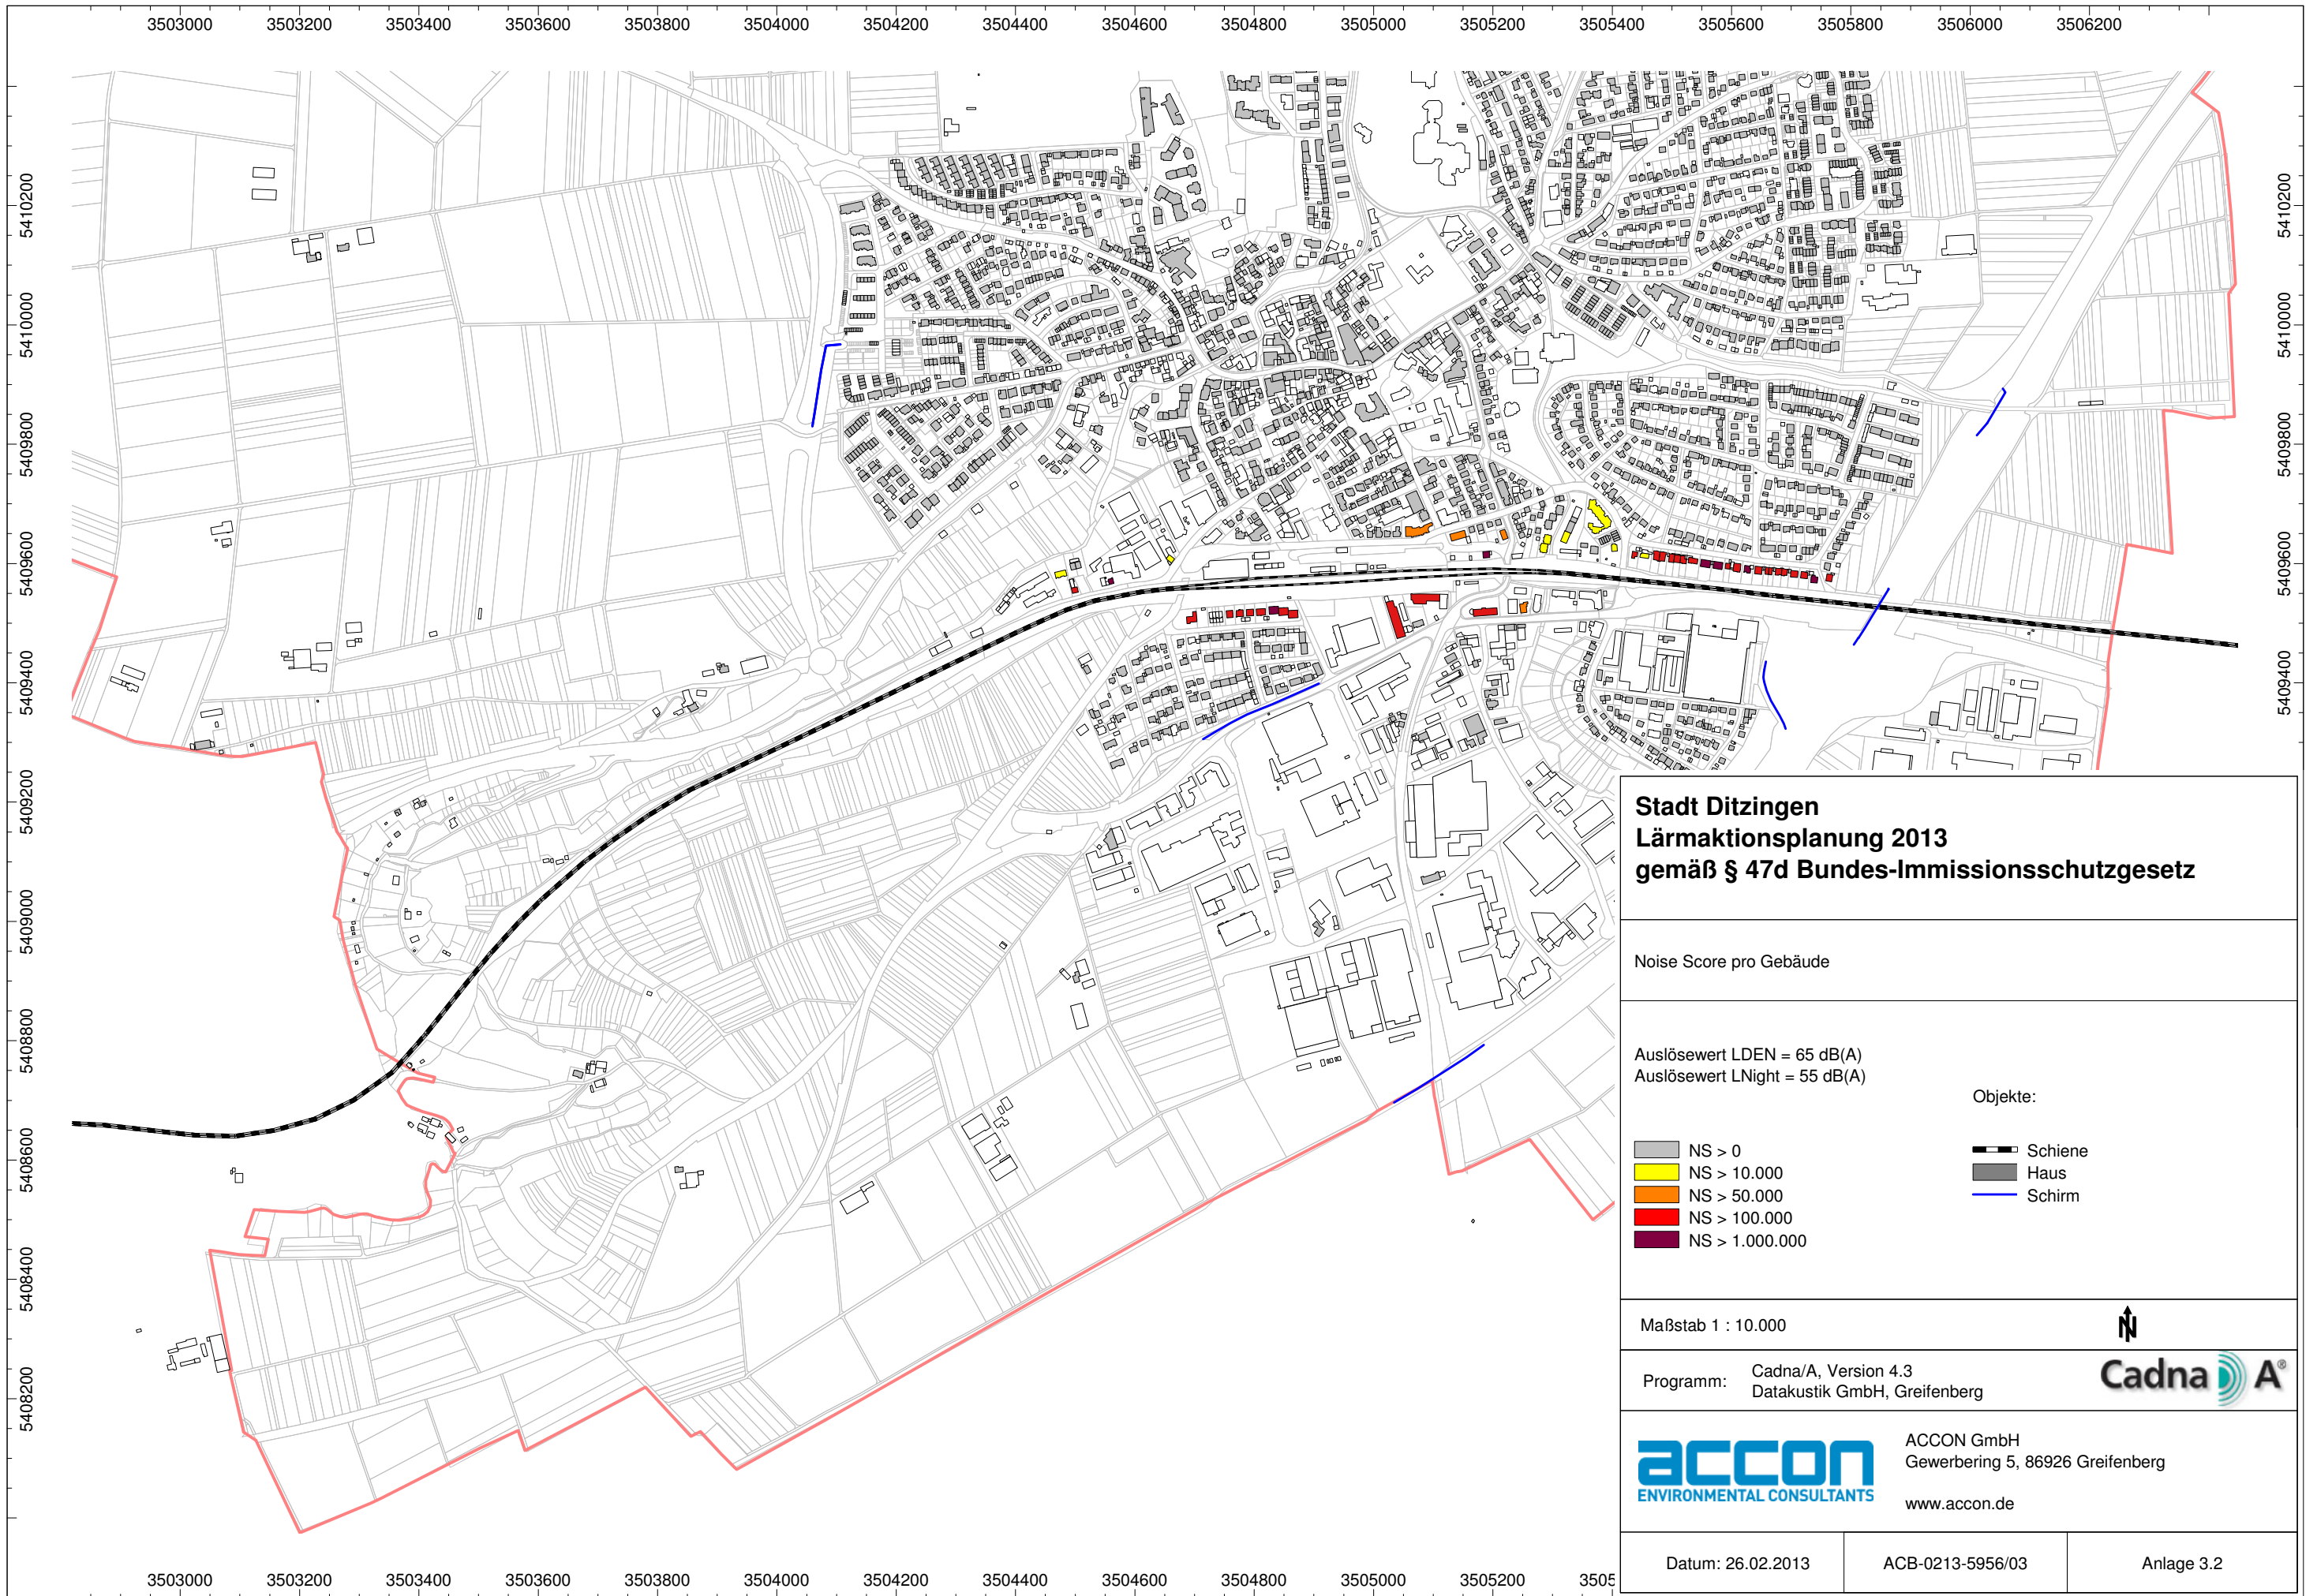 3503000 3503200 3503400 3503600 3503800 3504000 3504200 3504400 3504600 3504800 3505000 3505200 3505400 3505600 3505800 3506000 3506200
5410200 5410200
5410000 5410000
5409800 5409800
5409600 5409600
5409400 5409400
5409200
5409000
5408800
5408600
5408400
5408200
Stadt Ditzingen
Lärmaktionsplanung 2013
gemäß § 47d Bundes-Immissionsschutzgesetz
Noise Score pro Gebäude
Auslösewert LDEN = 65 dB(A)
Auslösewert LNight = 55 dB(A)
Objekte:
NS > 0
NS > 10.000
NS > 50.000
NS > 100.000
NS > 1.000.000
Schiene
Haus
Schirm
Maßstab 1 : 10.000
N
Programm: Cadna/A, Version 4.3
Datakustik GmbH, Greifenberg
Cadna A®
accon
ENVIRONMENTAL CONSULTANTS
ACCON GmbH
Gewerbering 5, 86926 Greifenberg
www.accon.de
Datum: 26.02.2013 ACB-0213-5956/03 Anlage 3.2
3503000 3503200 3503400 3503600 3503800 3504000 3504200 3504400 3504600 3504800 3505000 3505200 3505